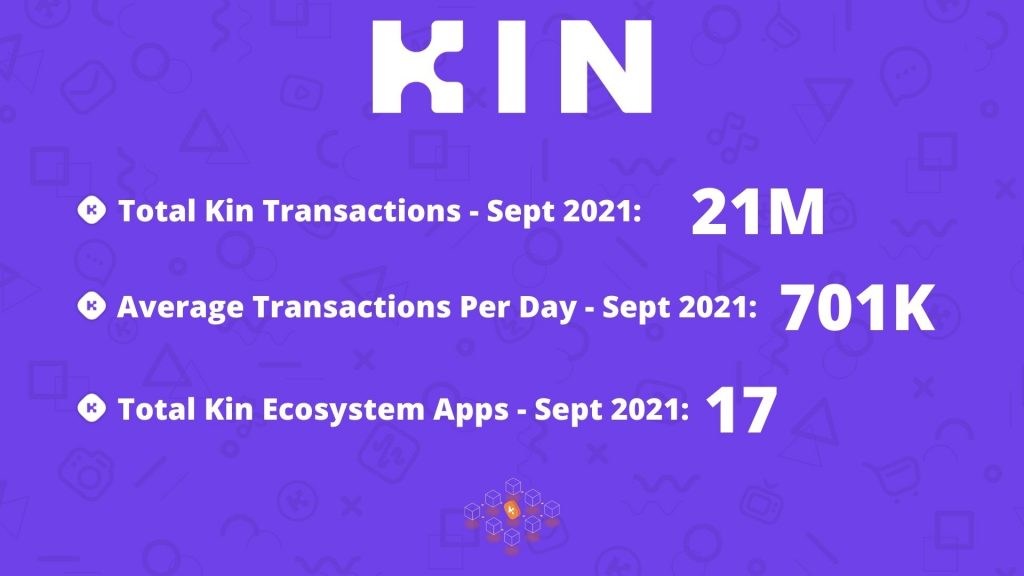 KIN
Total Kin Transactions - Sept 2021: 21M
Average Transactions Per Day - Sept 2021: 701K
Total Kin Ecosystem Apps - Sept 2021: 17